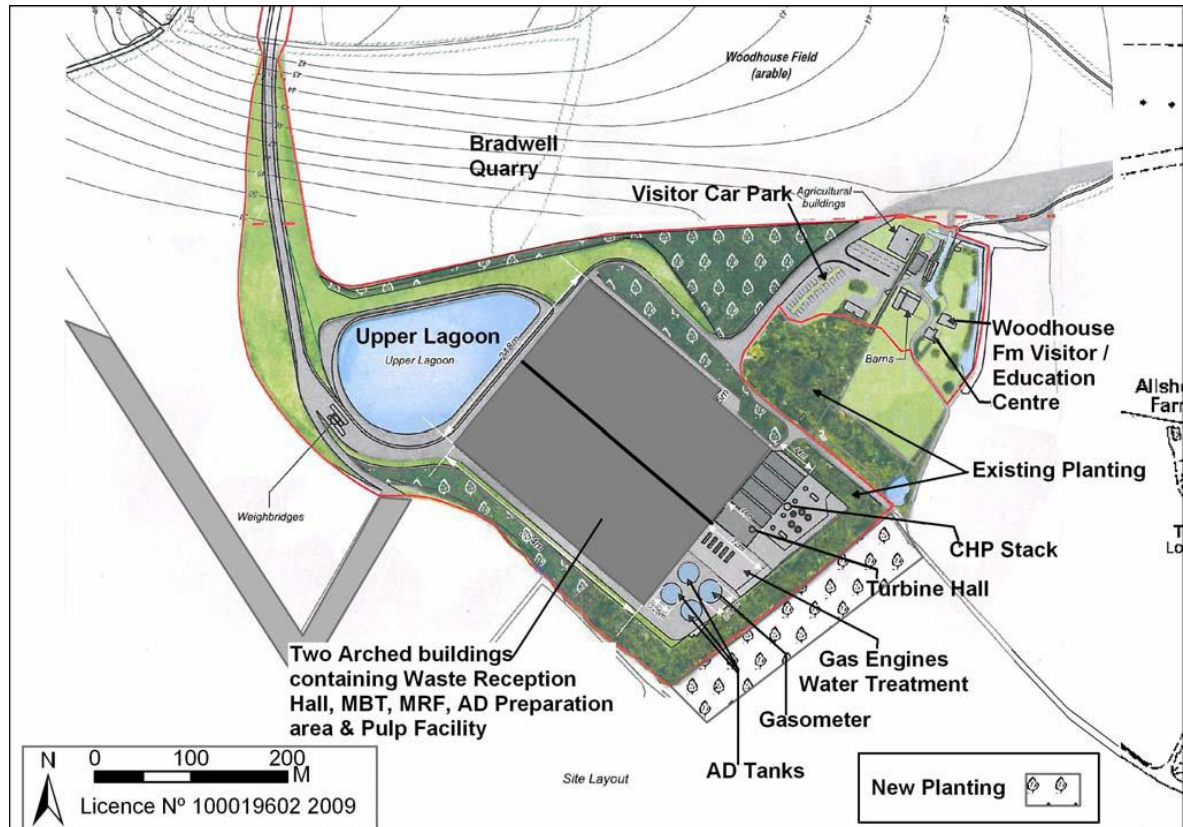 Woodhouse Field
(arable)
Bradwell
Quarry
Visitor Car Park
Agricultural
buildings
Upper Lagoon
Upper Lagoon
248m
Barns
Woodhouse
Fm Visitor /
Education
Centre
Existing Planting
Weighbridges
CHP Stack
Turbine Hall
Gas Engines
Water Treatment
Gasometer
AD Tanks
Two Arched buildings
containing Waste Reception
Hall, MBT, MRF, AD Preparation
area & Pulp Facility
N
0 100 200
M
Licence Nº 100019602 2009
Site Layout
New Planting